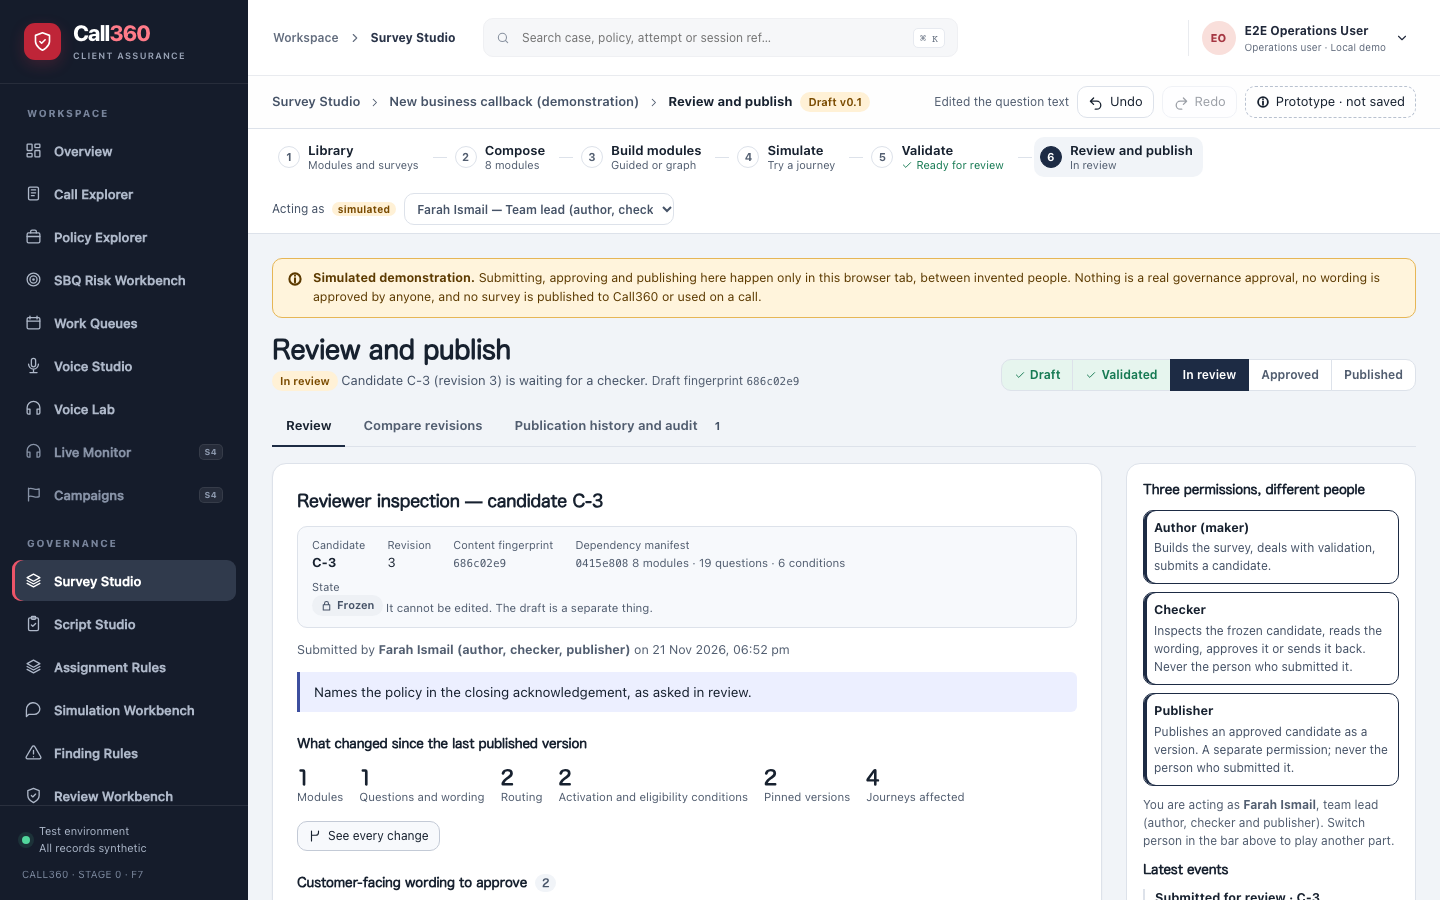 Call360
CLIENT ASSURANCE
WORKSPACE
Overview
Call Explorer
Policy Explorer
SBQ Risk Workbench
Work Queues
Voice Studio
Voice Lab
Live Monitor S4
Campaigns S4
GOVERNANCE
Survey Studio
Script Studio
Assignment Rules
Simulation Workbench
Finding Rules
Review Workbench
Test environment
All records synthetic
CALL360 · STAGE 0 · F7
Workspace > Survey Studio
Search case, policy, attempt or session ref...
⌘ K
EO
E2E Operations User
Operations user · Local demo
Survey Studio > New business callback (demonstration) > Review and publish Draft v0.1
Edited the question text
Undo
Redo
Prototype · not saved
1 Library
Modules and surveys
2 Compose
8 modules
3 Build modules
Guided or graph
4 Simulate
Try a journey
5 Validate
✓ Ready for review
6 Review and publish
In review
Acting as simulated Farah Ismail — Team lead (author, check
Simulated demonstration. Submitting, approving and publishing here happen only in this browser tab, between invented people. Nothing is a real governance approval, no wording is
approved by anyone, and no survey is published to Call360 or used on a call.
Review and publish
In review Candidate C-3 (revision 3) is waiting for a checker. Draft fingerprint 686c02e9
✓ Draft
✓ Validated
In review
Approved
Published
Review
Compare revisions
Publication history and audit 1
Reviewer inspection — candidate C-3
Candidate Revision Content fingerprint Dependency manifest
C-3 3 686c02e9 0415e808 8 modules · 19 questions · 6 conditions
State
Frozen It cannot be edited. The draft is a separate thing.
Submitted by Farah Ismail (author, checker, publisher) on 21 Nov 2026, 06:52 pm
Names the policy in the closing acknowledgement, as asked in review.
What changed since the last published version
1 1 2 2 2 4
Modules Questions and wording Routing Activation and eligibility conditions Pinned versions Journeys affected
See every change
Customer-facing wording to approve 2
Three permissions, different people
Author (maker)
Builds the survey, deals with validation,
submits a candidate.
Checker
Inspects the frozen candidate, reads the
wording, approves it or sends it back.
Never the person who submitted it.
Publisher
Publishes an approved candidate as a
version. A separate permission; never the
person who submitted it.
You are acting as Farah Ismail, team lead
(author, checker and publisher). Switch
person in the bar above to play another part.
Latest events
Submitted for review · C-3